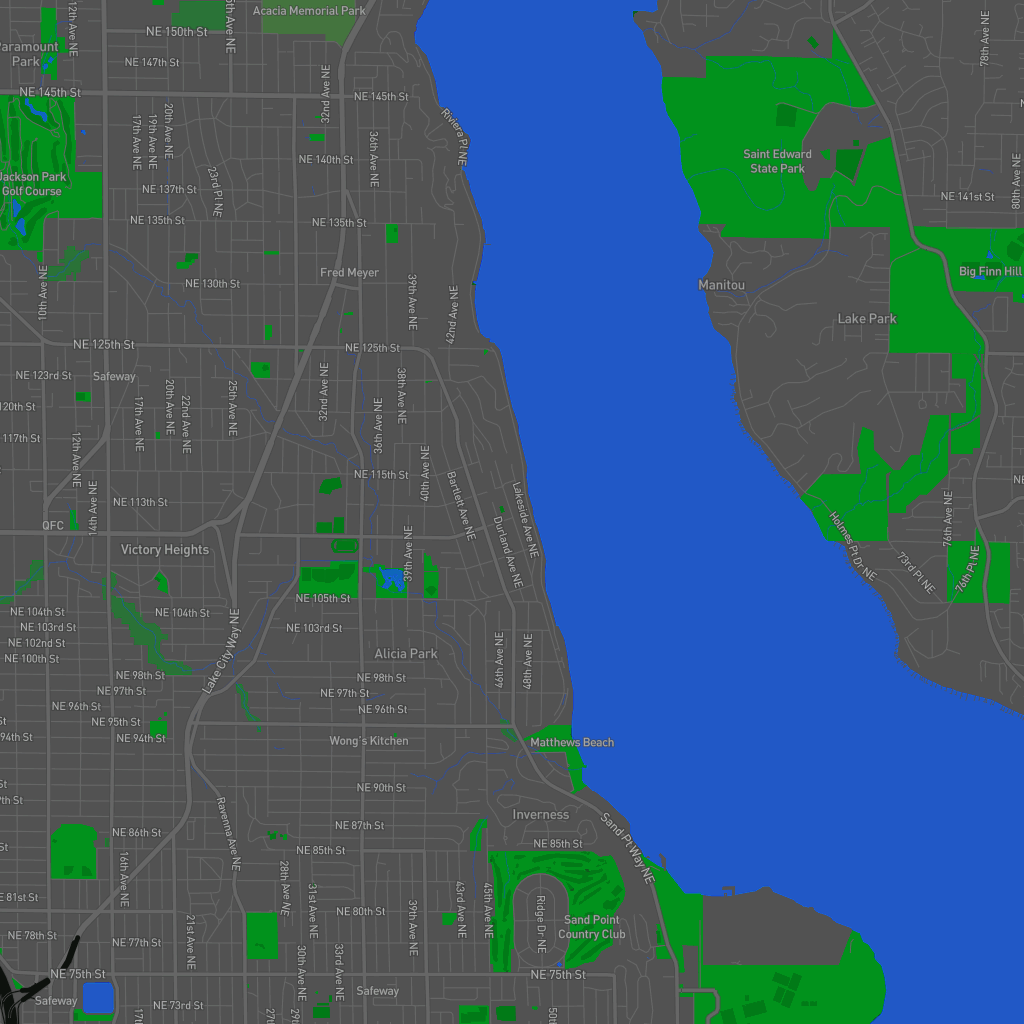 Acacia Memorial Park
12th Ave NE
5th Ave NE
NE 150th St
78th Ave NE
Paramount
Park
NE 147th St
32nd Ave NE
NE 145th St
NE 145th St
17th Ave NE
19th Ave NE
20th Ave NE
Riviera Pl NE
36th Ave NE
NE 140th St
Saint Edward
State Park
80th Ave NE
Jackson Park
Golf Course
23rd Pl NE
NE 137th St
NE 141st St
NE 135th St
NE 135th St
10th Ave NE
NE 130th St
Fred Meyer
39th Ave NE
42nd Ave NE
Manitou
Big Finn Hill
Lake Park
NE 125th St
NE 125th St
NE 123rd St
Safeway
120th St
17th Ave NE
20th Ave NE
22nd Ave NE
25th Ave NE
32nd Ave NE
38th Ave NE
36th Ave NE
117th St
12th Ave NE
NE 115th St
40th Ave NE
14th Ave NE
NE 113th St
Bartlett Ave NE
Lakeside Ave NE
Durland Ave NE
QFC
Victory Heights
39th Ave NE
Holmes Pt Dr NE
76th Ave NE
73rd Pl NE
76th Pl NE
NE 105th St
NE 104th St
NE 104th St
NE 103rd St
NE 103rd St
NE 102nd St
NE 100th St
Lake City Way NE
Alicia Park
46th Ave NE
48th Ave NE
NE 98th St
NE 98th St
NE 97th St
NE 97th St
NE 96th St
NE 96th St
NE 95th St
94th St
NE 94th St
Wong's Kitchen
Matthews Beach
NE 90th St
Ravenna Ave NE
Inverness
Sand Pt Way NE
NE 86th St
NE 87th St
NE 85th St
NE 85th St
16th Ave NE
28th Ave NE
31st Ave NE
43rd Ave NE
45th Ave NE
39th Ave NE
Ridge Dr NE
E 81st St
NE 80th St
Sand Point
Country Club
21st Ave NE
NE 78th St
NE 77th St
30th Ave NE
33rd Ave NE
NE 75th St
NE 75th St
Safeway
Safeway
NE 73rd St
17th
27th
29th
50th